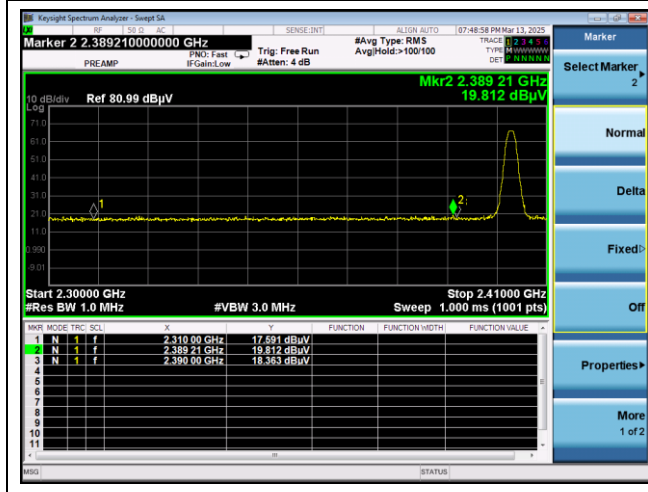 Keysight Spectrum Analyzer - Swept SA
RF 50 Ω AC SENSE:INT ALIGN AUTO 07:48:58 PM Mar 13, 2025
Marker 2 2.389210000000 GHz
PREAMP
PNO: Fast
IFGain:Low
Trig: Free Run
#Atten: 4 dB
#Avg Type: RMS
Avg|Hold:>100/100
TRACE 1 2 3 4 5 6
TYPE M W W W W W
DET P N N N N N
Mkr2 2.389 21 GHz
19.812 dBµV
10 dB/div Ref 80.99 dBµV
Log
71.0
61.0
51.0
41.0
31.0
21.0
11.0
0.990
-9.01
1
2
Start 2.30000 GHz Stop 2.41000 GHz
#Res BW 1.0 MHz #VBW 3.0 MHz Sweep 1.000 ms (1001 pts)
MKR MODE TRC SCL X Y FUNCTION FUNCTION WIDTH FUNCTION VALUE
1 N 1 f 2.310 00 GHz 17.591 dBµV
2 N 1 f 2.389 21 GHz 19.812 dBµV
3 N 1 f 2.390 00 GHz 18.363 dBµV
4
5
6
7
8
9
10
11
MSG STATUS
Marker
Select Marker
2
Normal
Delta
Fixed
Off
Properties
More
1 of 2